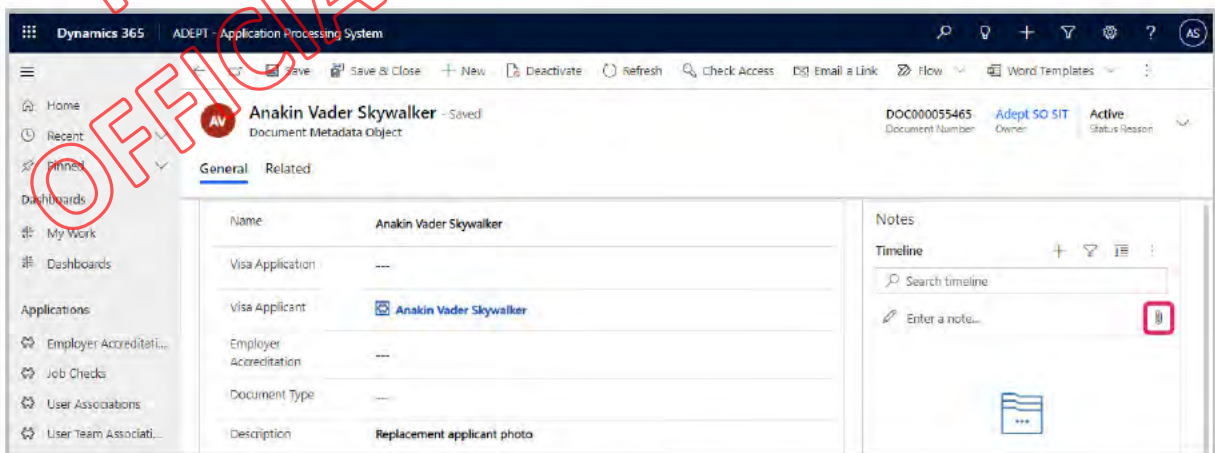 Dynamics 365 ADEPT - Application Processing System ? AS
Save Save & Close New Deactivate Refresh Check Access Email a Link Flow Word Templates
Home
Recent
Pinned
Dashboards
My Work
Dashboards
Applications
Employer Accreditati...
Job Checks
User Associations
User Team Associati...
AV
Anakin Vader Skywalker - Saved
Document Metadata Object
DOC000055465 Adept SO SIT Active
Document Number Owner Status Reason
General Related
Name Anakin Vader Skywalker
Visa Application ---
Visa Applicant Anakin Vader Skywalker
Employer
Accreditation ---
Document Type ---
Description Replacement applicant photo
Notes
Timeline
Search timeline
Enter a note...
OFFICIA